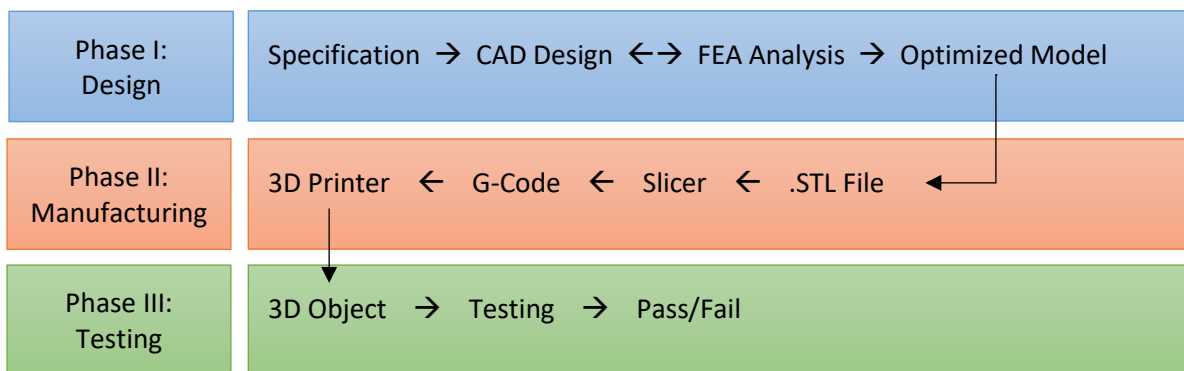 Phase I:
Design
Specification → CAD Design ←→ FEA Analysis → Optimized Model
Phase II:
Manufacturing
3D Printer ← G-Code ← Slicer ← .STL File
Phase III:
Testing
3D Object → Testing → Pass/Fail